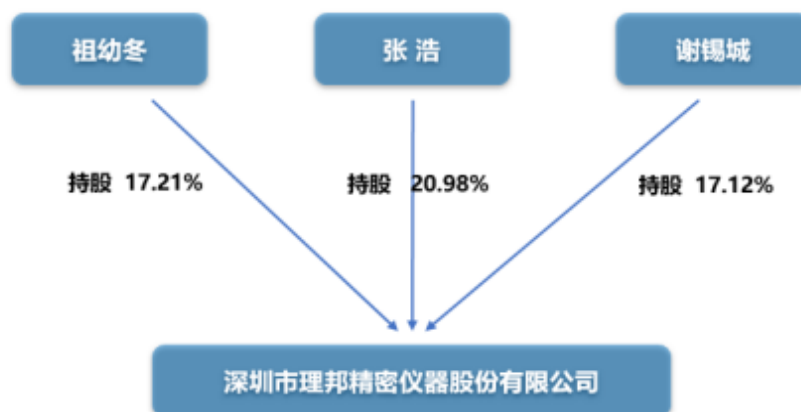 祖幼冬
张 浩
谢锡城
持股 17.21%
持股 20.98%
持股 17.12%
深圳市理邦精密仪器股份有限公司